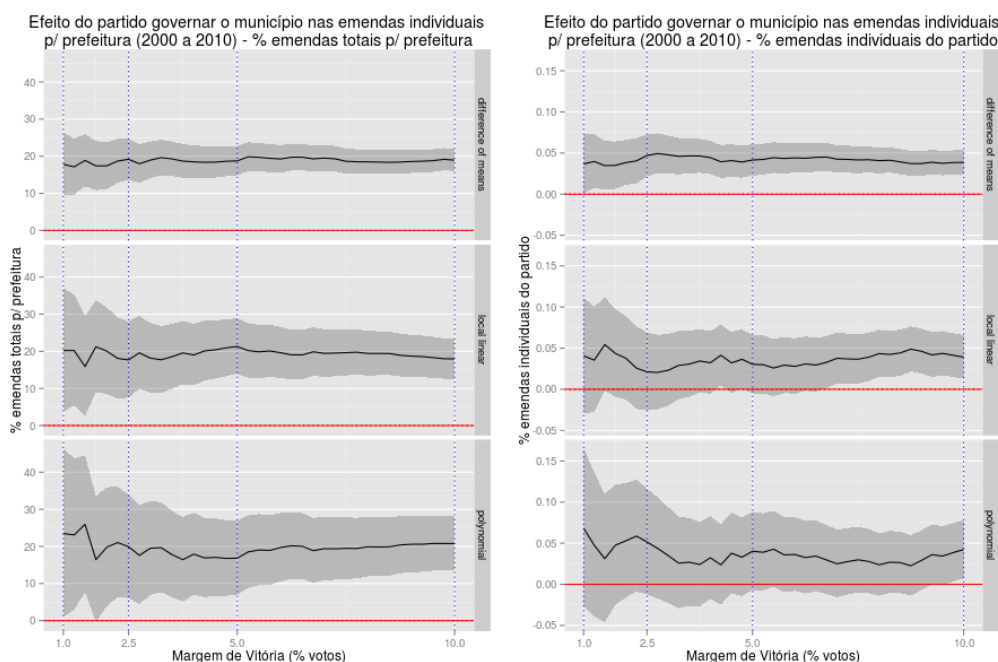 Efeito do partido governar o município nas emendas individuais
p/ prefeitura (2000 a 2010) - % emendas totais p/ prefeitura
% emendas totais p/ prefeitura
40
30
20
10
0
difference of means
40
30
20
10
0
local linear
40
30
20
10
0
polynomial
1.0 2.5 5.0 10.0
Margem de Vitória (% votos)
Efeito do partido governar o município nas emendas individuais
p/ prefeitura (2000 a 2010) - % emendas individuais do partido
% emendas individuais do partido
0.15
0.10
0.05
0.00
-0.05
difference of means
0.15
0.10
0.05
0.00
-0.05
local linear
0.15
0.10
0.05
0.00
-0.05
polynomial
1.0 2.5 5.0 10.0
Margem de Vitória (% votos)